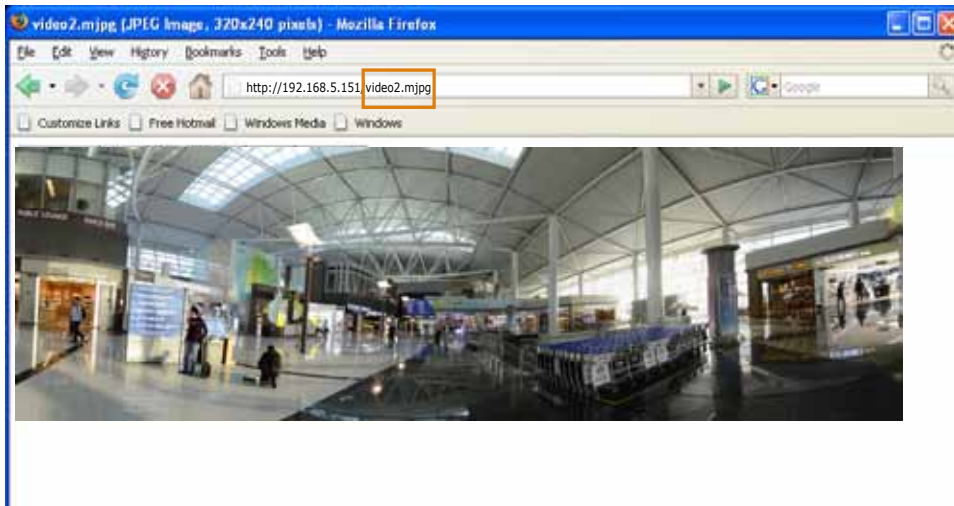 video2.mjpg (JPEG Image, 320x240 pixels) - Mozilla Firefox
File Edit View History Bookmarks Tools Help
http://192.168.5.151/video2.mjpg Google
Customize Links Free Hotmail Windows Media Windows